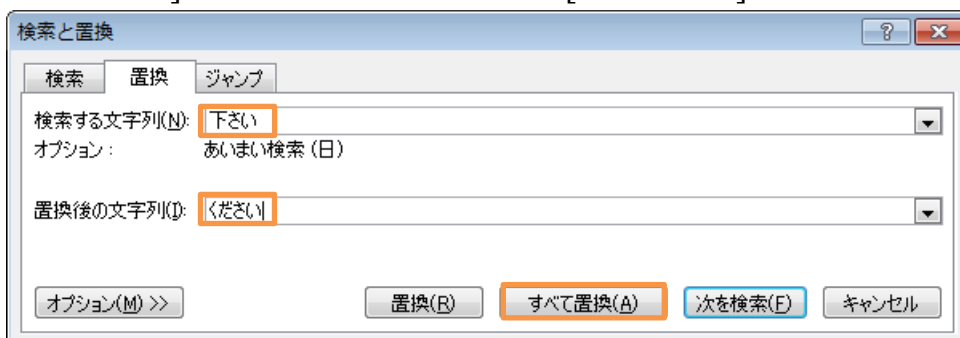 検索と置換
検索 置換 ジャンプ
検索する文字列(N): 下さい
オプション: あいまい検索 (日)
置換後の文字列(I): ください
オプション(M) >> 置換(R) すべて置換(A) 次を検索(F) キャンセル